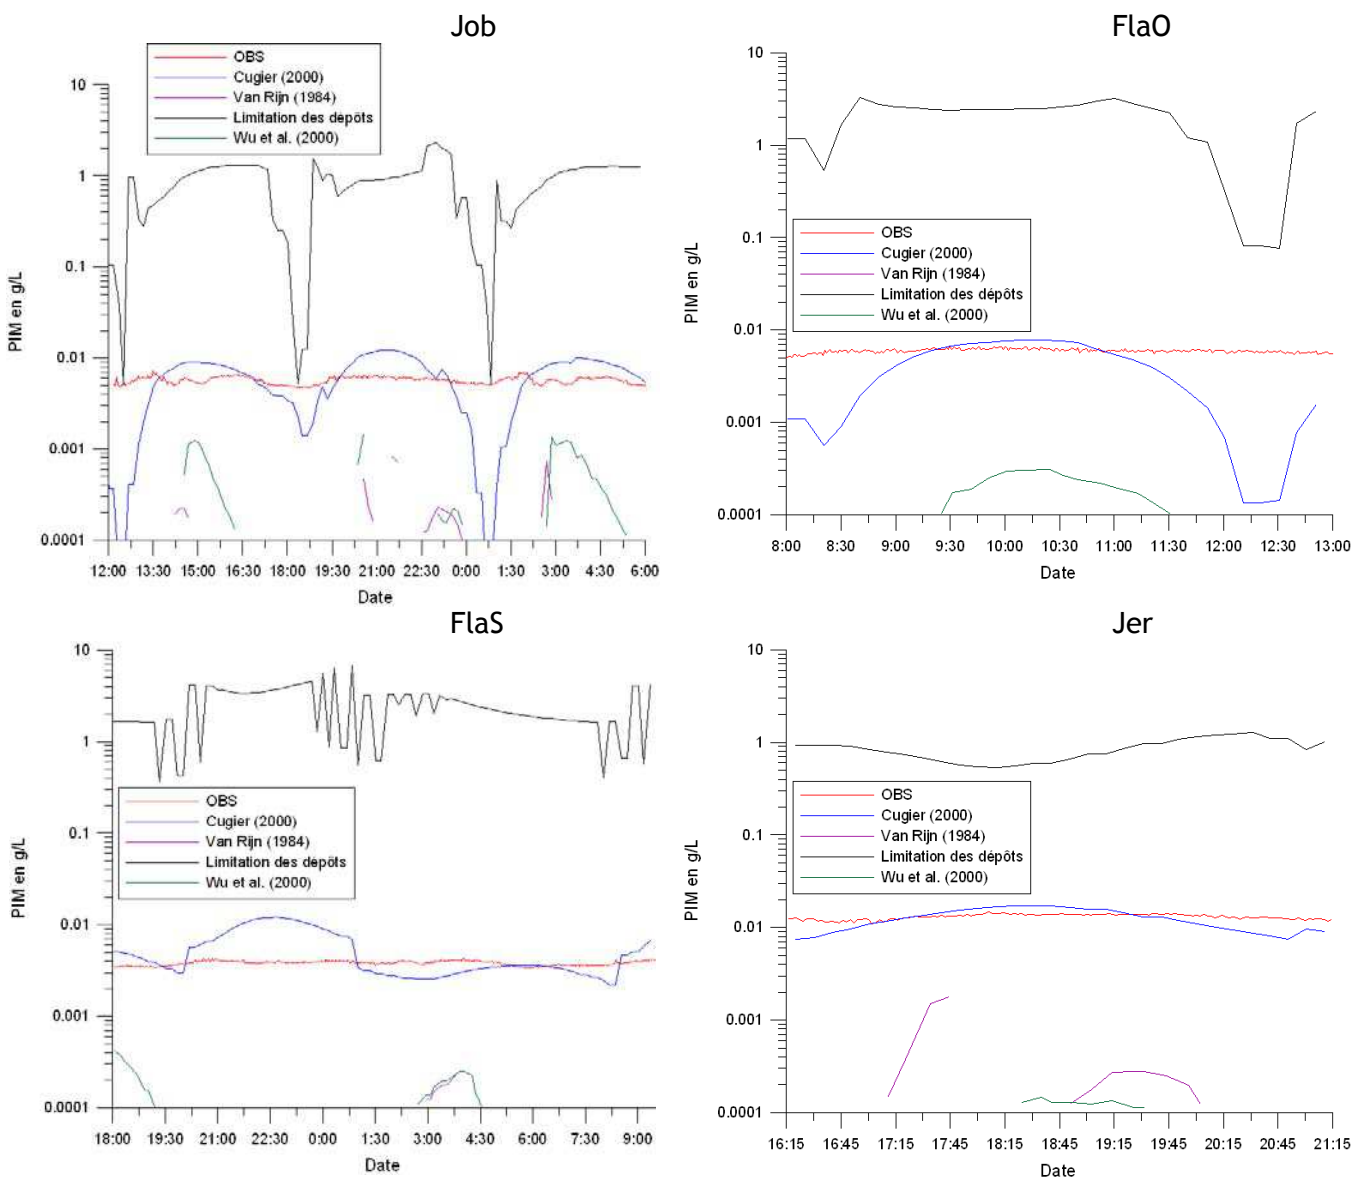 Job
OBS
Cugier (2000)
Van Rijn (1984)
Limitation des dépôts
Wu et al. (2000)
10
1
0.1
0.01
0.001
0.0001
PIM en g/L
12:00 13:30 15:00 16:30 18:00 19:30 21:00 22:30 0:00 1:30 3:00 4:30 6:00
Date
FlaO
10
1
0.1
0.01
0.001
0.0001
PIM en g/L
OBS
Cugier (2000)
Van Rijn (1984)
Limitation des dépôts
Wu et al. (2000)
8:00 8:30 9:00 9:30 10:00 10:30 11:00 11:30 12:00 12:30 13:00
Date
FlaS
10
1
0.1
0.01
0.001
0.0001
PIM en g/L
OBS
Cugier (2000)
Van Rijn (1984)
Limitation des dépôts
Wu et al. (2000)
18:00 19:30 21:00 22:30 0:00 1:30 3:00 4:30 6:00 7:30 9:00
Date
Jer
10
1
0.1
0.01
0.001
0.0001
PIM en g/L
OBS
Cugier (2000)
Van Rijn (1984)
Limitation des dépôts
Wu et al. (2000)
16:15 16:45 17:15 17:45 18:15 18:45 19:15 19:45 20:15 20:45 21:15
Date